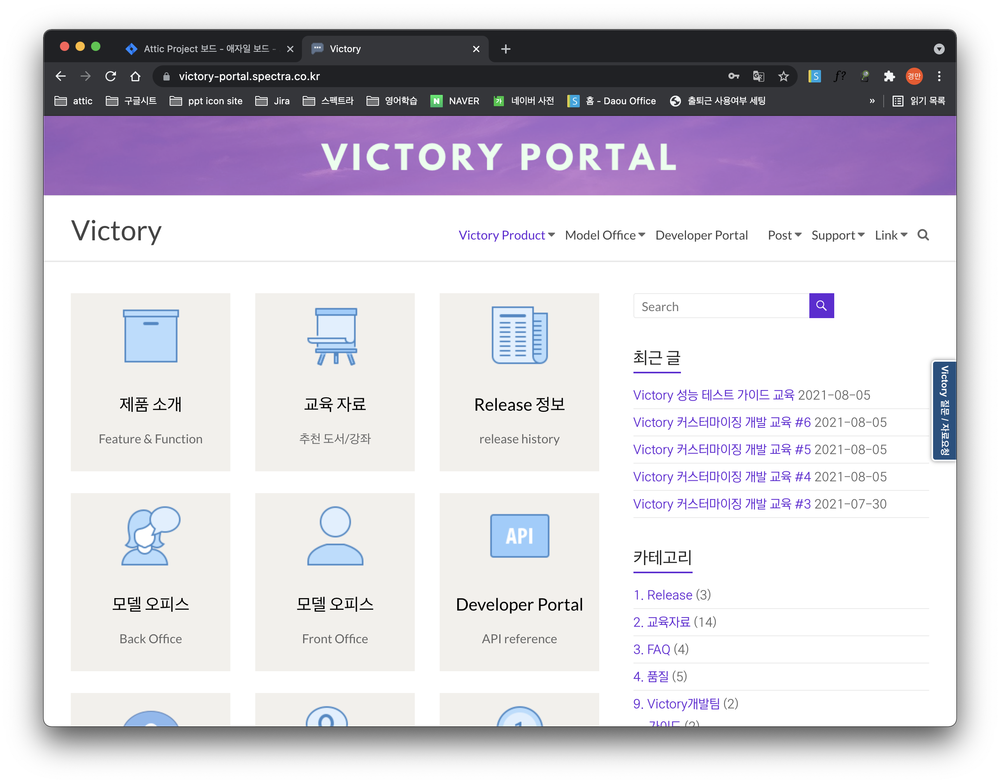 Attic Project 보드 - 애자일 보드 -
Victory
victory-portal.spectra.co.kr
S
f?
경만
attic
구글시트
ppt icon site
Jira
스펙트라
영어학습
N NAVER
가 네이버 사전
S 홈 - Daou Office
출퇴근 사용여부 세팅
»
읽기 목록
VICTORY PORTAL
Victory
Victory Product
Model Office
Developer Portal
Post
Support
Link
제품 소개
Feature & Function
교육 자료
추천 도서/강좌
Release 정보
release history
모델 오피스
Back Office
모델 오피스
Front Office
API
Developer Portal
API reference
1
Search
최근 글
Victory 성능 테스트 가이드 교육 2021-08-05
Victory 커스터마이징 개발 교육 #6 2021-08-05
Victory 커스터마이징 개발 교육 #5 2021-08-05
Victory 커스터마이징 개발 교육 #4 2021-08-05
Victory 커스터마이징 개발 교육 #3 2021-07-30
카테고리
1. Release (3)
2. 교육자료 (14)
3. FAQ (4)
4. 품질 (5)
9. Victory개발팀 (2)
가이드 (2)
Victory 질문 / 자료요청